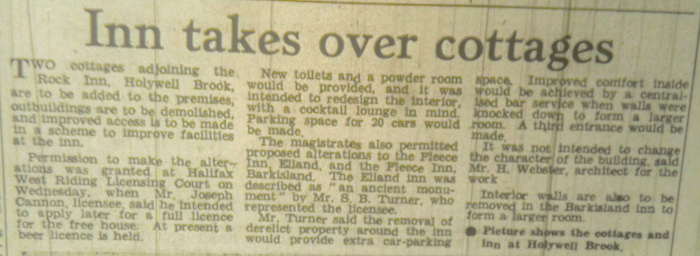 Inn takes over cottages
TWO cottages adjoining the
Rock Inn, Holywell Brook,
are to be added to the premises,
outbuildings are to be demolished,
and improved access is to be made
in a scheme to improve facilities
at the inn.
Permission to make the alter-
ations was granted at Halifax
West Riding Licensing Court on
Wednesday, when Mr. Joseph
Cannon, licensee, said he intended
to apply later for a full licence
for the free house. At present a
beer licence is held.
New toilets and a powder room
would be provided, and it was
intended to redesign the interior,
with a cocktail lounge in mind.
Parking space for 20 cars would
be made.
The magistrates also permitted
proposed alterations to the Fleece
Inn, Elland, and the Fleece Inn,
Barkisland. The Elland inn was
described as "an ancient monu-
ment" by Mr. S. B. Turner, who
represented the licensee.
Mr. Turner said the removal of
derelict property around the inn
would provide extra car-parking
space. Improved comfort inside
would be achieved by a central-
ised bar service when walls were
knocked down to form a larger
room. A third entrance would be
made
It was not intended to change
the character of the building, said
Mr. H. Webster, architect for the
work
Interior walls are also to be
removed in the Barkisland inn to
form a larger room.
● Picture shows the cottages and
inn at Holywell Brook.